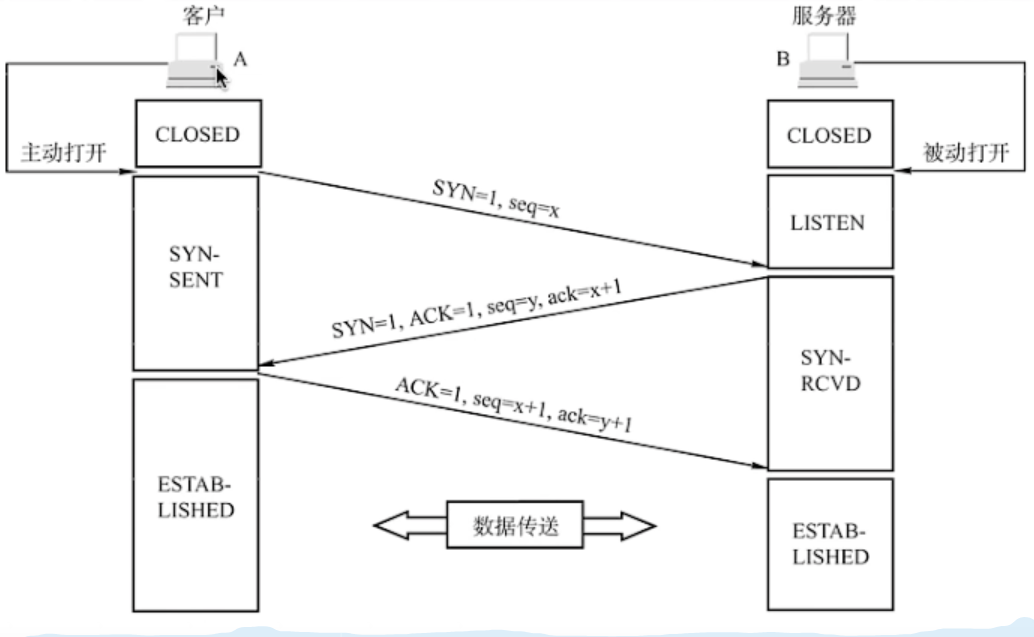 客户
服务器
A
B
CLOSED
CLOSED
主动打开
被动打开
SYN=1, seq=x
LISTEN
SYN-
SENT
SYN=1, ACK=1, seq=y, ack=x+1
SYN-
RCVD
ACK=1, seq=x+1, ack=y+1
ESTAB-
LISHED
数据传送
ESTAB-
LISHED